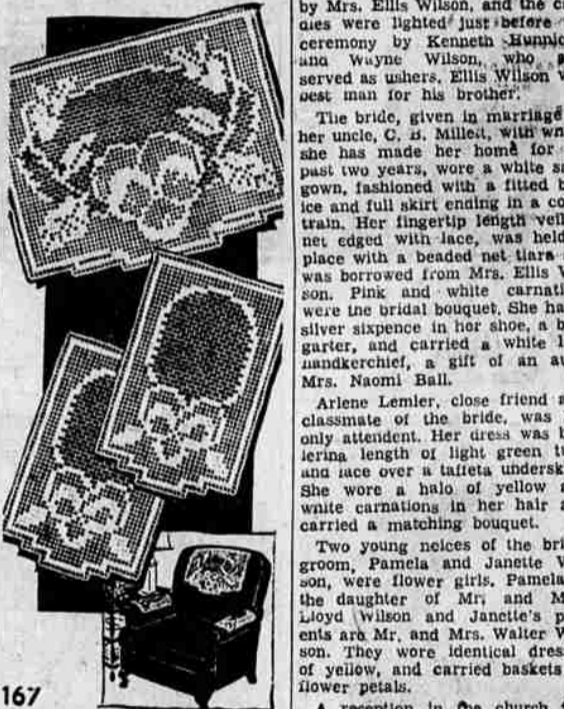 by Mrs. Ellis Wilson, and the
dles were lighted just before
ceremony by Kenneth Hunnic
and Wayne Wilson, who
served as ushers. Ellis Wilson
best man for his brother.
The bride, given in marriage
her uncle, C. B. Millett, with
she has made her home for
past two years, wore a white
gown, fashioned with a fitted
ice and full skirt ending in a
train. Her fingertip length veil
net edged with lace, was held
place with a beaded net tiara
was borrowed from Mrs. Ellis
son. Pink and white carnati
were the bridal bouquet. She ha
silver sixpence in her shoe, a
garter, and carried a white
handkerchief, a gift of an
Mrs. Naomi Ball.
Arlene Lemler, close friend
classmate of the bride, was
only attendent. Her dress was
lerina length of light green
and lace over a taffeta undersk
She wore a halo of yellow
white carnations in her hair
carried a matching bouquet.
Two young neices of the
groom, Pamela and Janette
son, were flower girls. Pamela
the daughter of Mr. and
Lloyd Wilson and Janette's
ents are Mr. and Mrs. Walter
son. They wore identical
of yellow, and carried baskets
flower petals.
A reception in the church
167